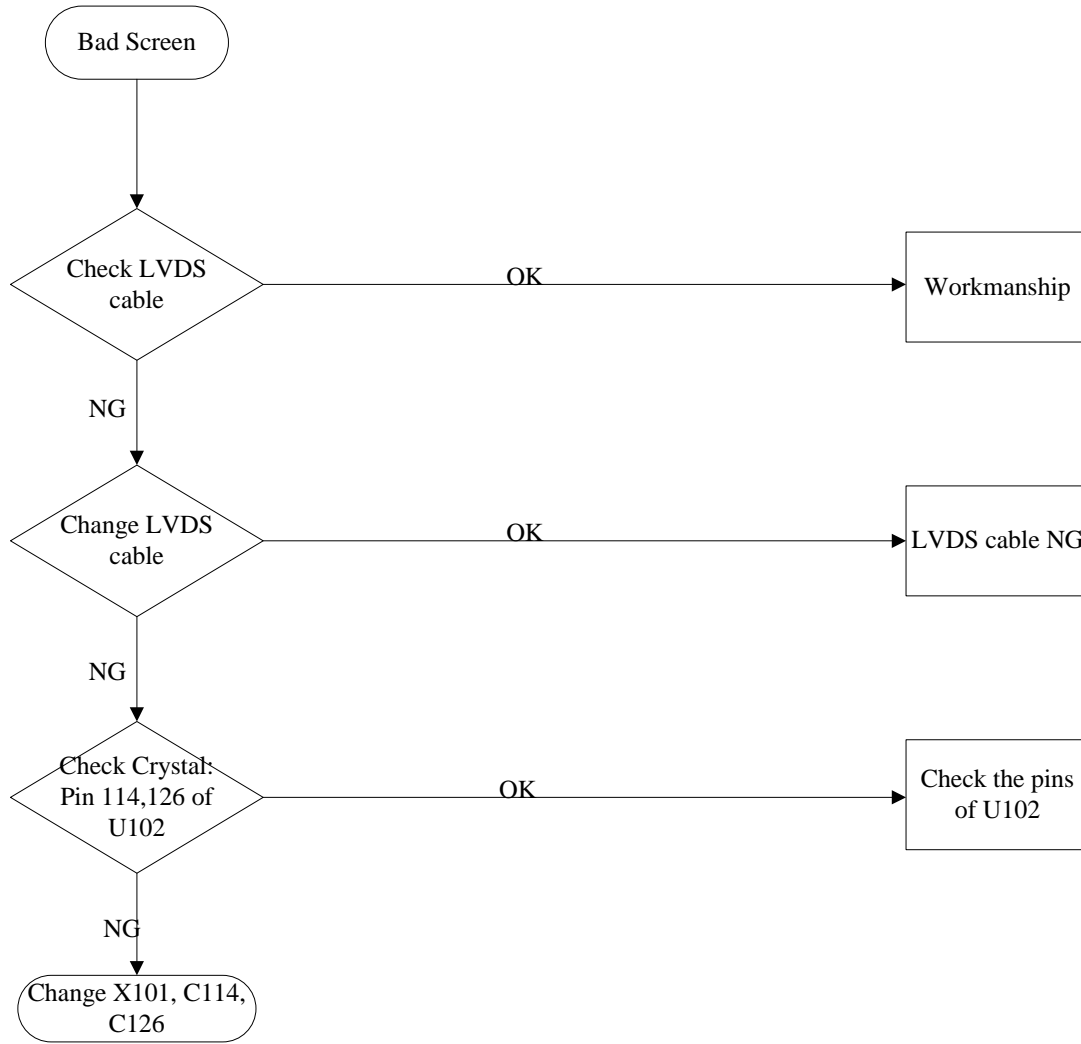 Bad Screen
Check LVDS
cable
OK
Workmanship
NG
Change LVDS
cable
OK
LVDS cable NG
NG
Check Crystal:
Pin 114,126 of
U102
OK
Check the pins
of U102
NG
Change X101, C114,
C126